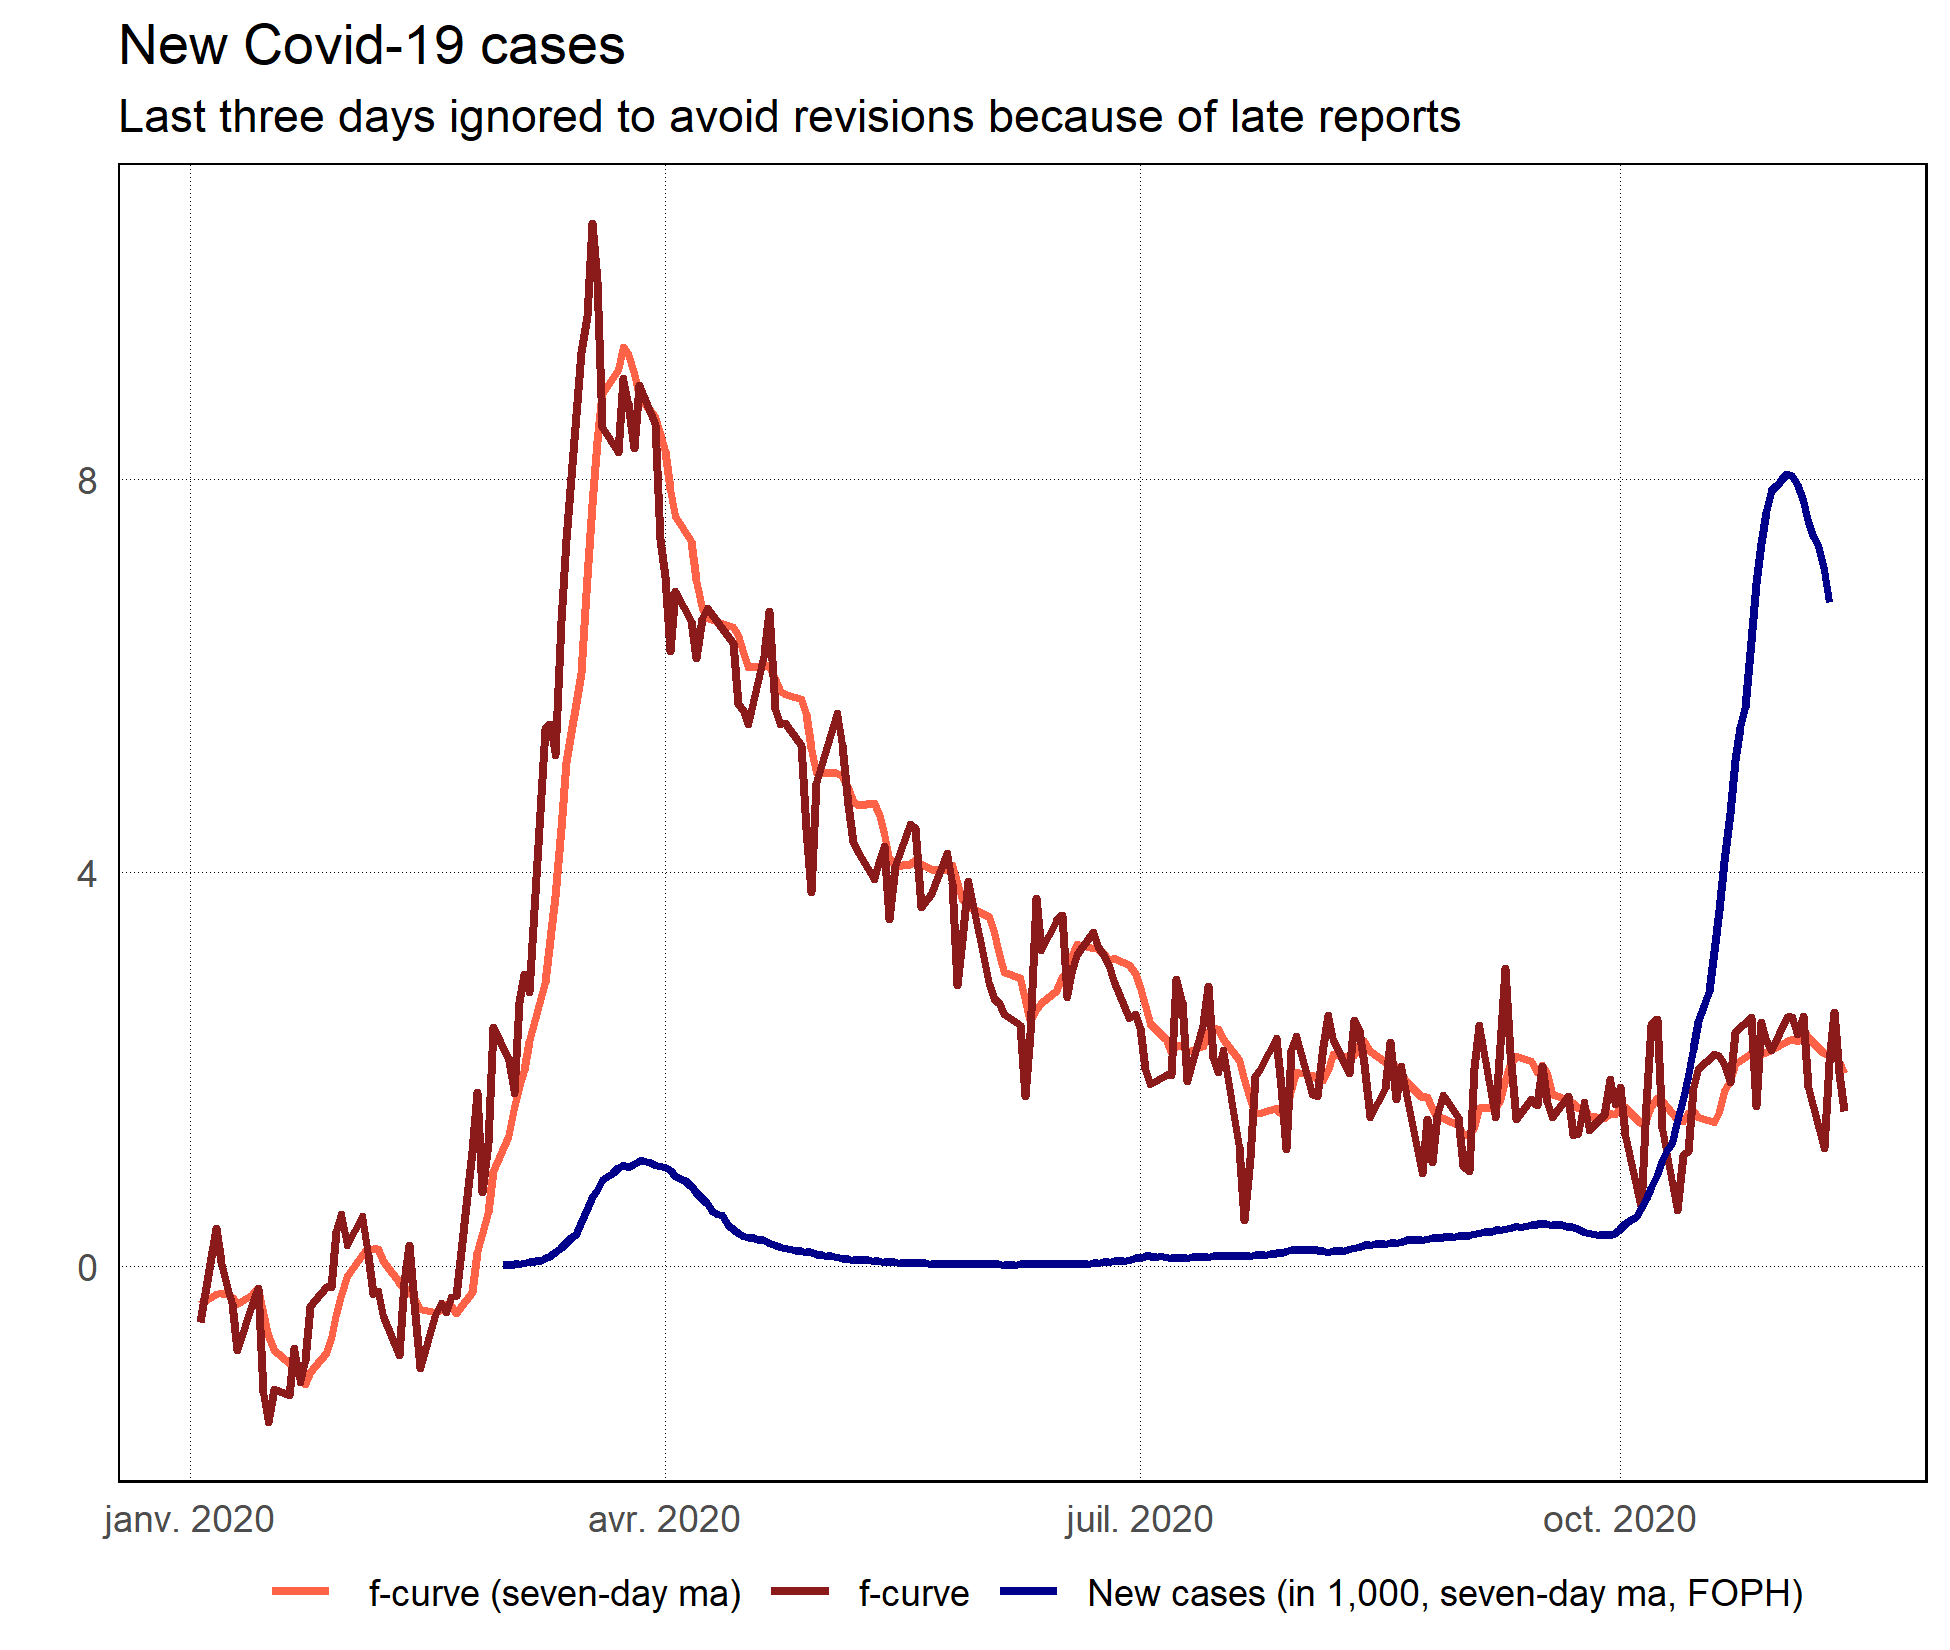 New Covid-19 cases
Last three days ignored to avoid revisions because of late reports
8
4
0
janv. 2020 avr. 2020 juil. 2020 oct. 2020
f-curve (seven-day ma) f-curve New cases (in 1,000, seven-day ma, FOPH)